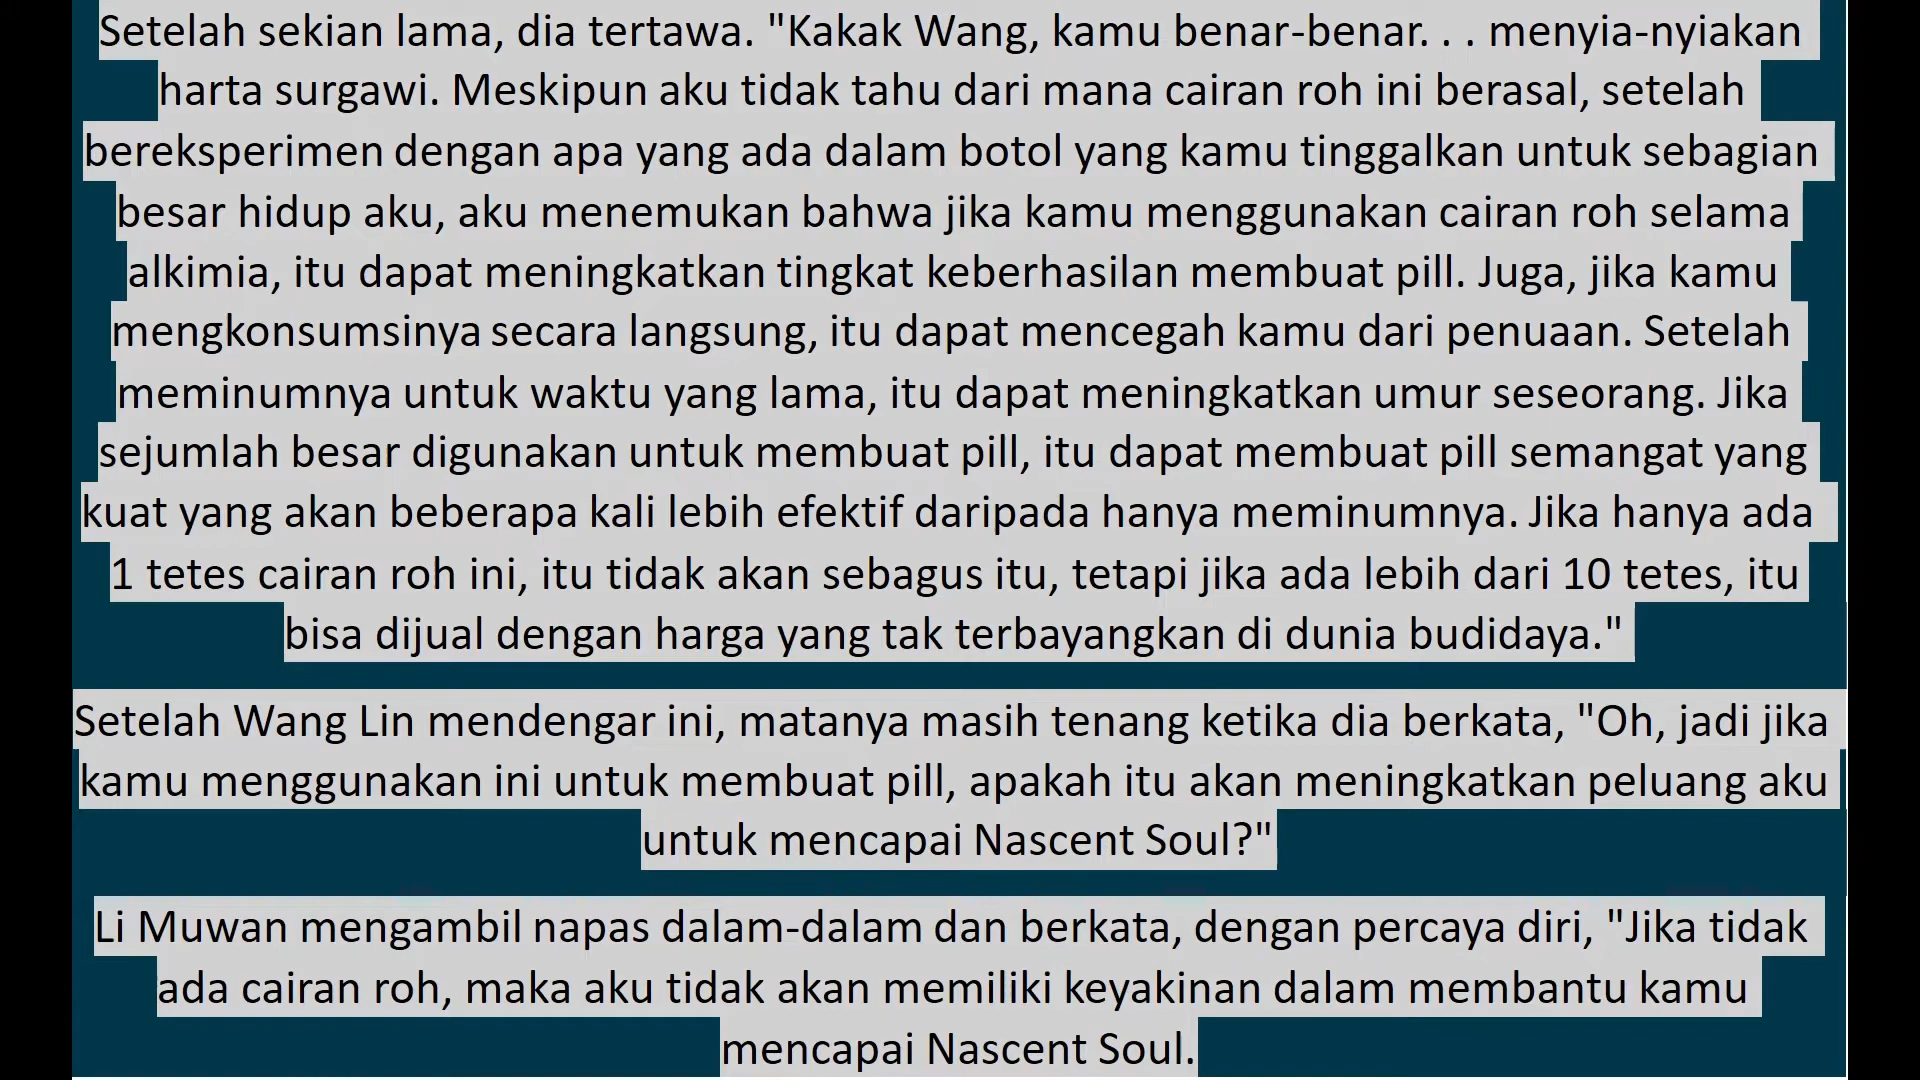 Setelah sekian lama, dia tertawa. "Kakak Wang, kamu benar-benar. . . menyia-nyiakan
harta surgawi. Meskipun aku tidak tahu dari mana cairan roh ini berasal, setelah
bereksperimen dengan apa yang ada dalam botol yang kamu tinggalkan untuk sebagian
besar hidup aku, aku menemukan bahwa jika kamu menggunakan cairan roh selama
alkimia, itu dapat meningkatkan tingkat keberhasilan membuat pill. Juga, jika kamu
mengkonsumsinya secara langsung, itu dapat mencegah kamu dari penuaan. Setelah
meminumnya untuk waktu yang lama, itu dapat meningkatkan umur seseorang. Jika
sejumlah besar digunakan untuk membuat pill, itu dapat membuat pill semangat yang
kuat yang akan beberapa kali lebih efektif daripada hanya meminumnya. Jika hanya ada
1 tetes cairan roh ini, itu tidak akan sebagus itu, tetapi jika ada lebih dari 10 tetes, itu
bisa dijual dengan harga yang tak terbayangkan di dunia budidaya."
Setelah Wang Lin mendengar ini, matanya masih tenang ketika dia berkata, "Oh, jadi jika
kamu menggunakan ini untuk membuat pill, apakah itu akan meningkatkan peluang aku
untuk mencapai Nascent Soul?"
Li Muwan mengambil napas dalam-dalam dan berkata, dengan percaya diri, "Jika tidak
ada cairan roh, maka aku tidak akan memiliki keyakinan dalam membantu kamu
mencapai Nascent Soul.